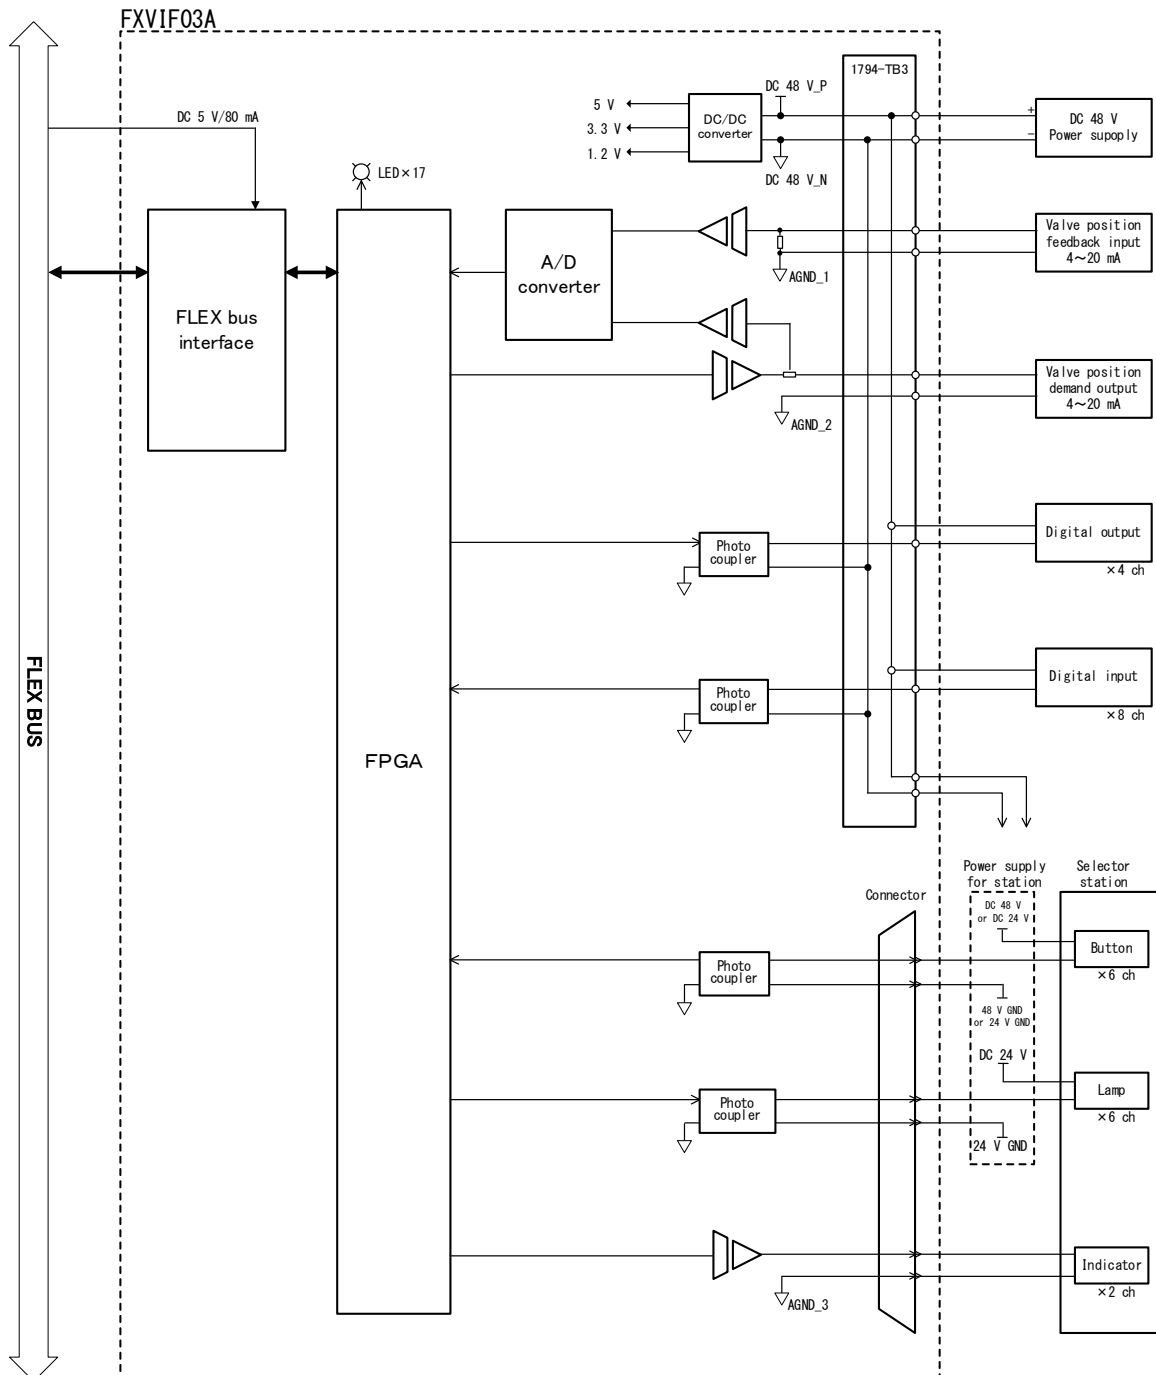 FXVIF03A
1794-TB3
DC 48 V_P
5 V
3.3 V
1.2 V
DC/DC
converter
+
−
DC 48 V
Power supoply
DC 5 V/80 mA
DC 48 V_N
LED×17
FLEX bus
interface
A/D
converter
Valve position
feedback input
4～20 mA
AGND_1
Valve position
demand output
4～20 mA
AGND_2
Photo
coupler
Digital output
×4 ch
Photo
coupler
Digital input
×8 ch
FLEX BUS
FPGA
Connector
Power supply
for station
Selector
station
DC 48 V
or DC 24 V
Photo
coupler
Button
×6 ch
48 V GND
or 24 V GND
DC 24 V
Photo
coupler
Lamp
×6 ch
24 V GND
Indicator
×2 ch
AGND_3